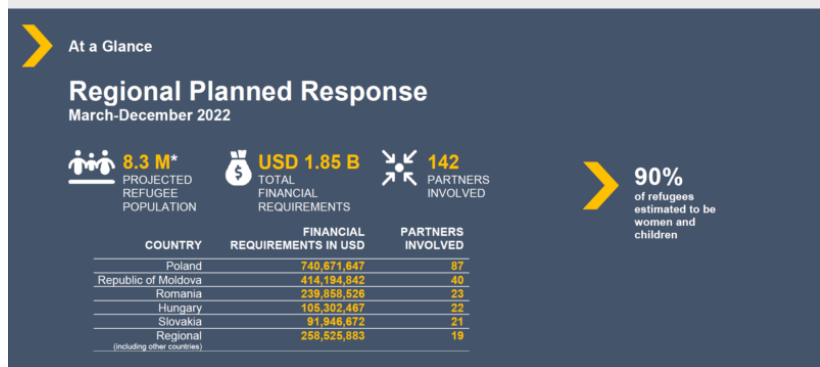 At a Glance
Regional Planned Response
March-December 2022
8.3 M*
PROJECTED
REFUGEE
POPULATION
USD 1.85 B
TOTAL
FINANCIAL
REQUIREMENTS
142
PARTNERS
INVOLVED
90%
of refugees
estimated to be
women and
children
COUNTRY FINANCIAL REQUIREMENTS IN USD PARTNERS INVOLVED
Poland 740,671,647 87
Republic of Moldova 414,194,842 40
Romania 239,858,526 23
Hungary 105,302,467 22
Slovakia 91,946,672 21
Regional 258,525,883 19
(including other countries)